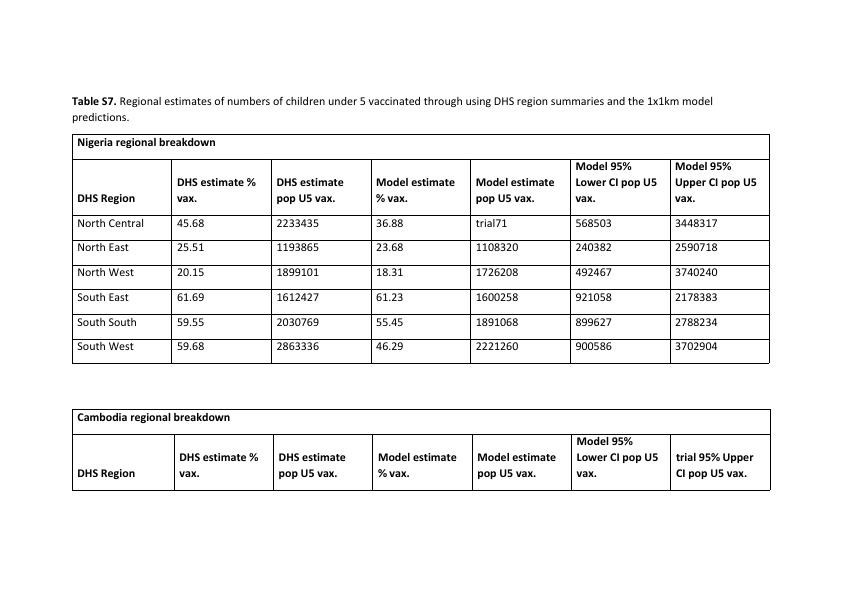 Table S7. Regional estimates of numbers of children under 5 vaccinated through using DHS region summaries and the 1x1km model
predictions.
Nigeria regional breakdown
DHS Region DHS estimate % vax. DHS estimate pop U5 vax. Model estimate % vax. Model estimate pop U5 vax. Model 95% Lower CI pop U5 vax. Model 95% Upper CI pop U5 vax.
North Central 45.68 2233435 36.88 trial71 568503 3448317
North East 25.51 1193865 23.68 1108320 240382 2590718
North West 20.15 1899101 18.31 1726208 492467 3740240
South East 61.69 1612427 61.23 1600258 921058 2178383
South South 59.55 2030769 55.45 1891068 899627 2788234
South West 59.68 2863336 46.29 2221260 900586 3702904
Cambodia regional breakdown
DHS Region DHS estimate % vax. DHS estimate pop U5 vax. Model estimate % vax. Model estimate pop U5 vax. Model 95% Lower CI pop U5 vax. trial 95% Upper CI pop U5 vax.